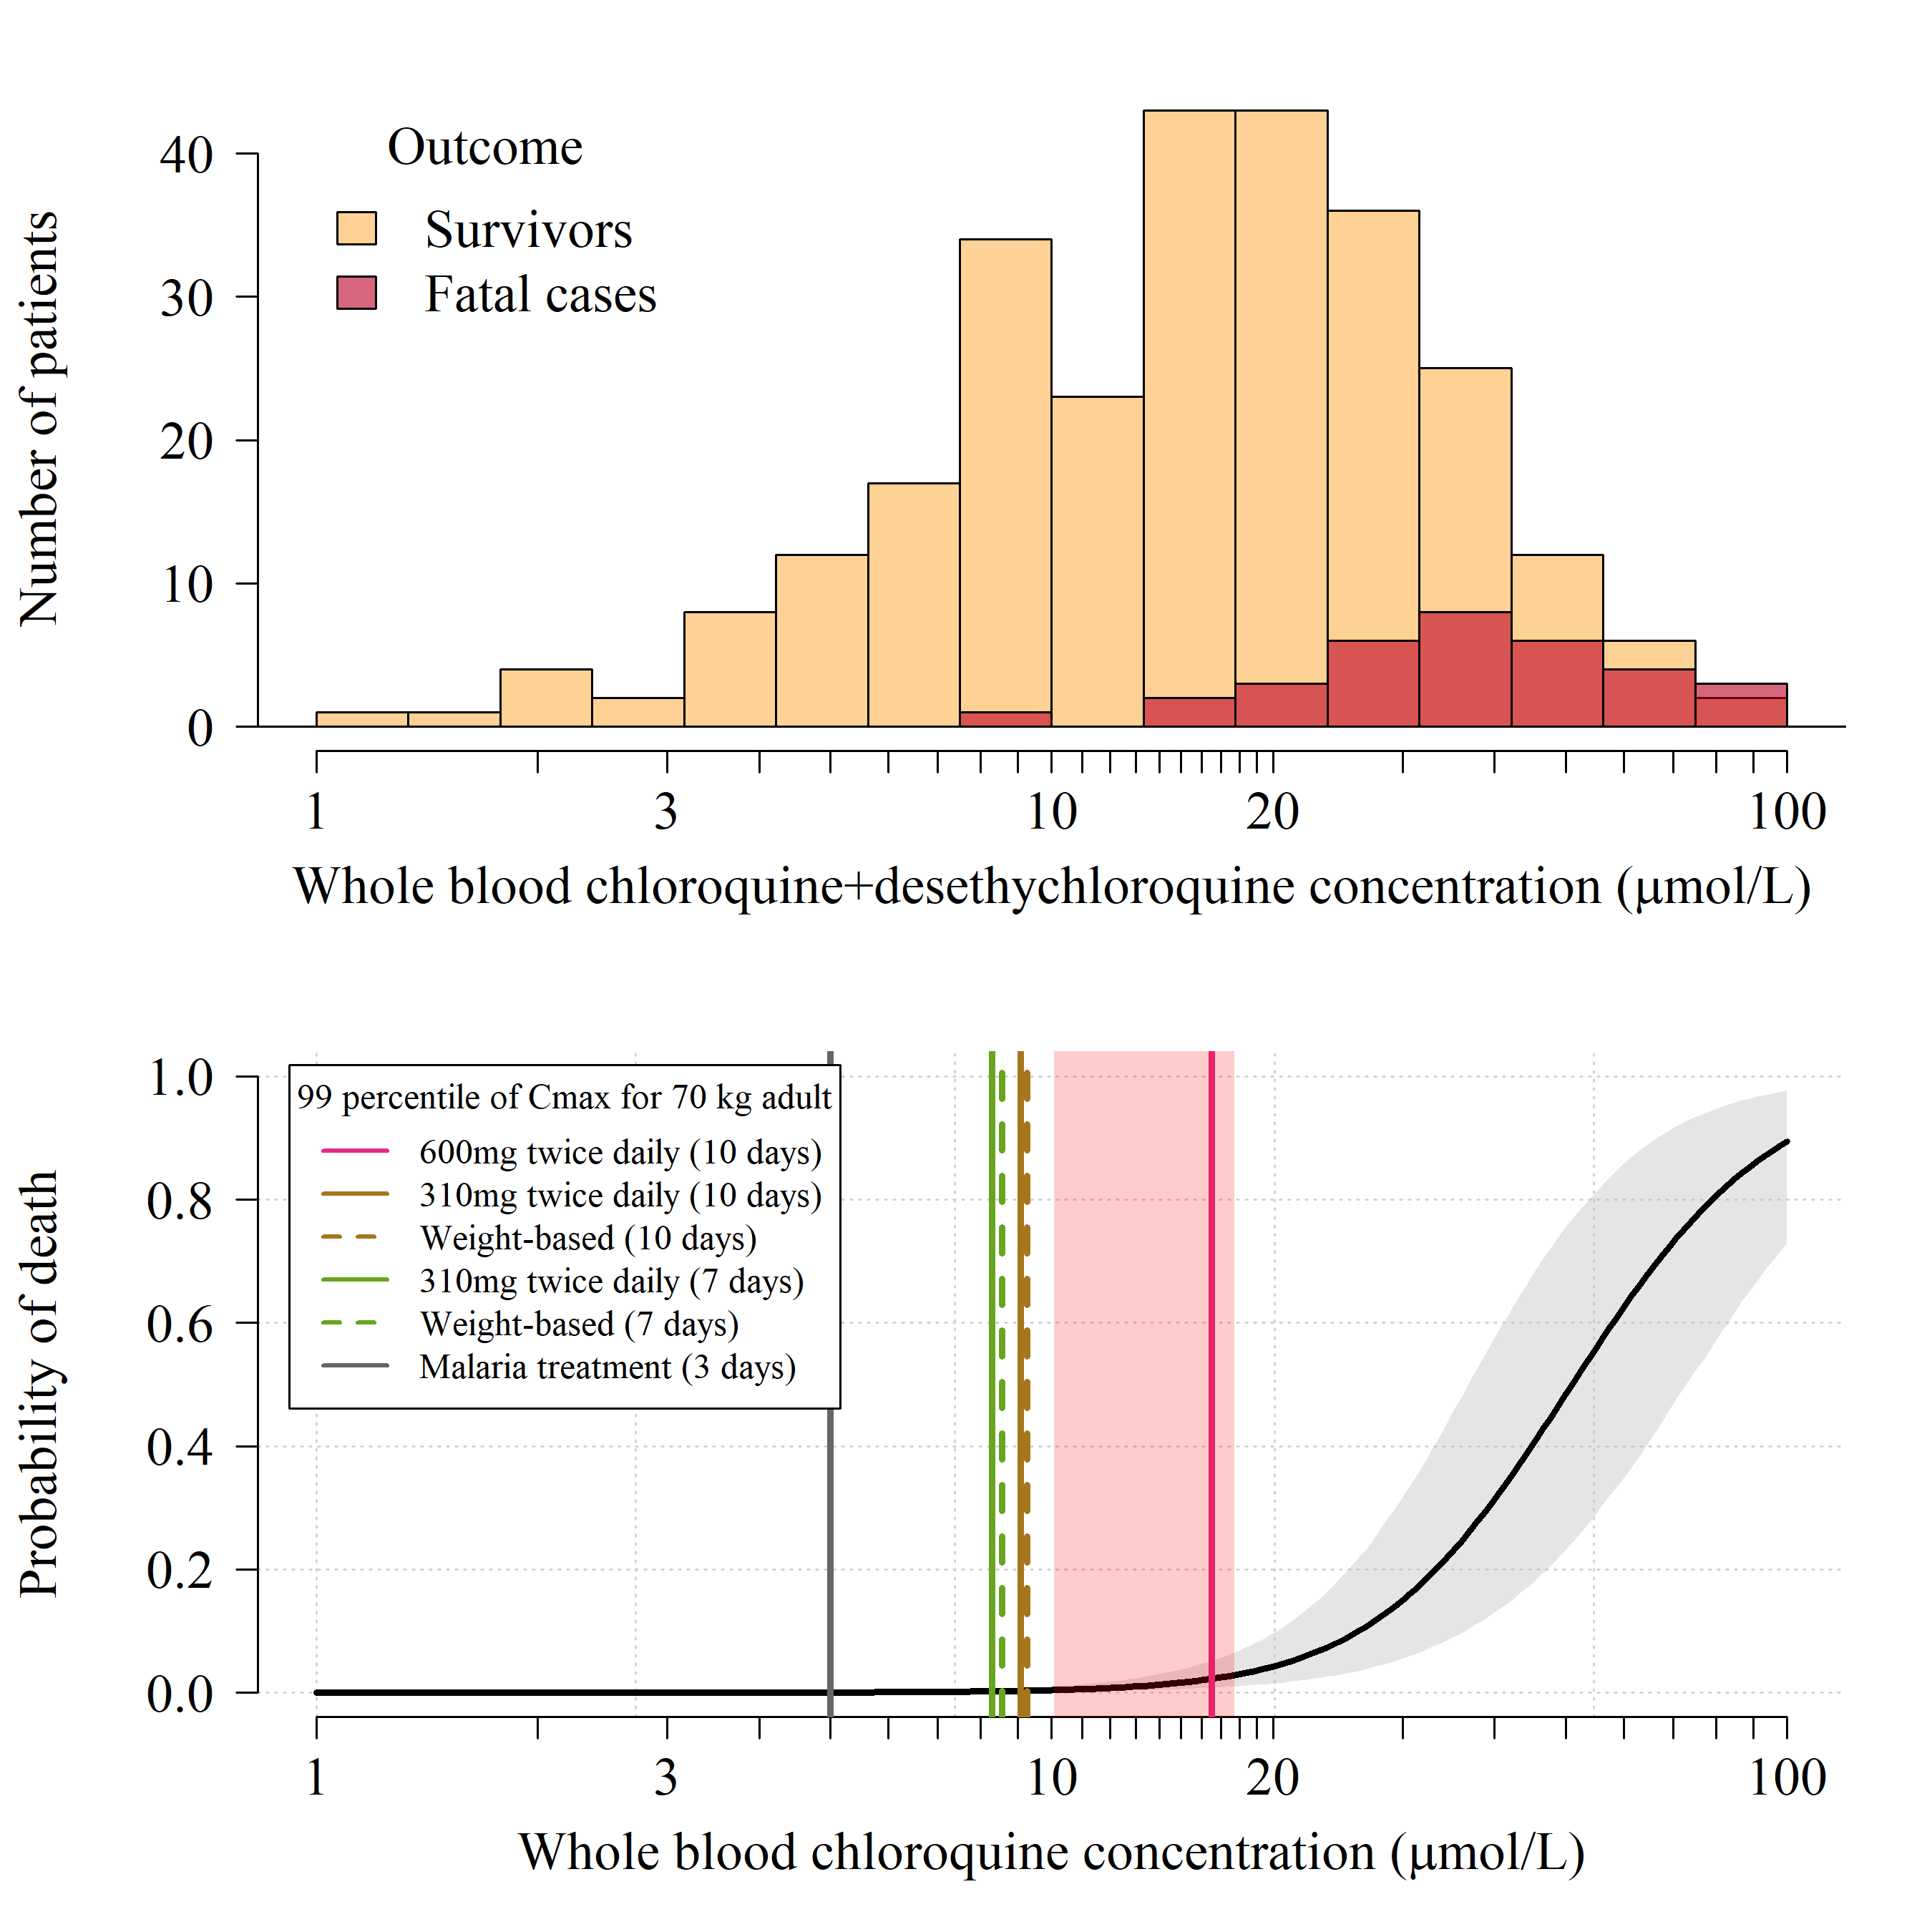 Outcome
Survivors
Fatal cases
Number of patients
40
30
20
10
0
1 3 10 20 100
Whole blood chloroquine+desethychloroquine concentration (μmol/L)
99 percentile of Cmax for 70 kg adult
600mg twice daily (10 days)
310mg twice daily (10 days)
Weight-based (10 days)
310mg twice daily (7 days)
Weight-based (7 days)
Malaria treatment (3 days)
Probability of death
1.0
0.8
0.6
0.4
0.2
0.0
1 3 10 20 100
Whole blood chloroquine concentration (μmol/L)